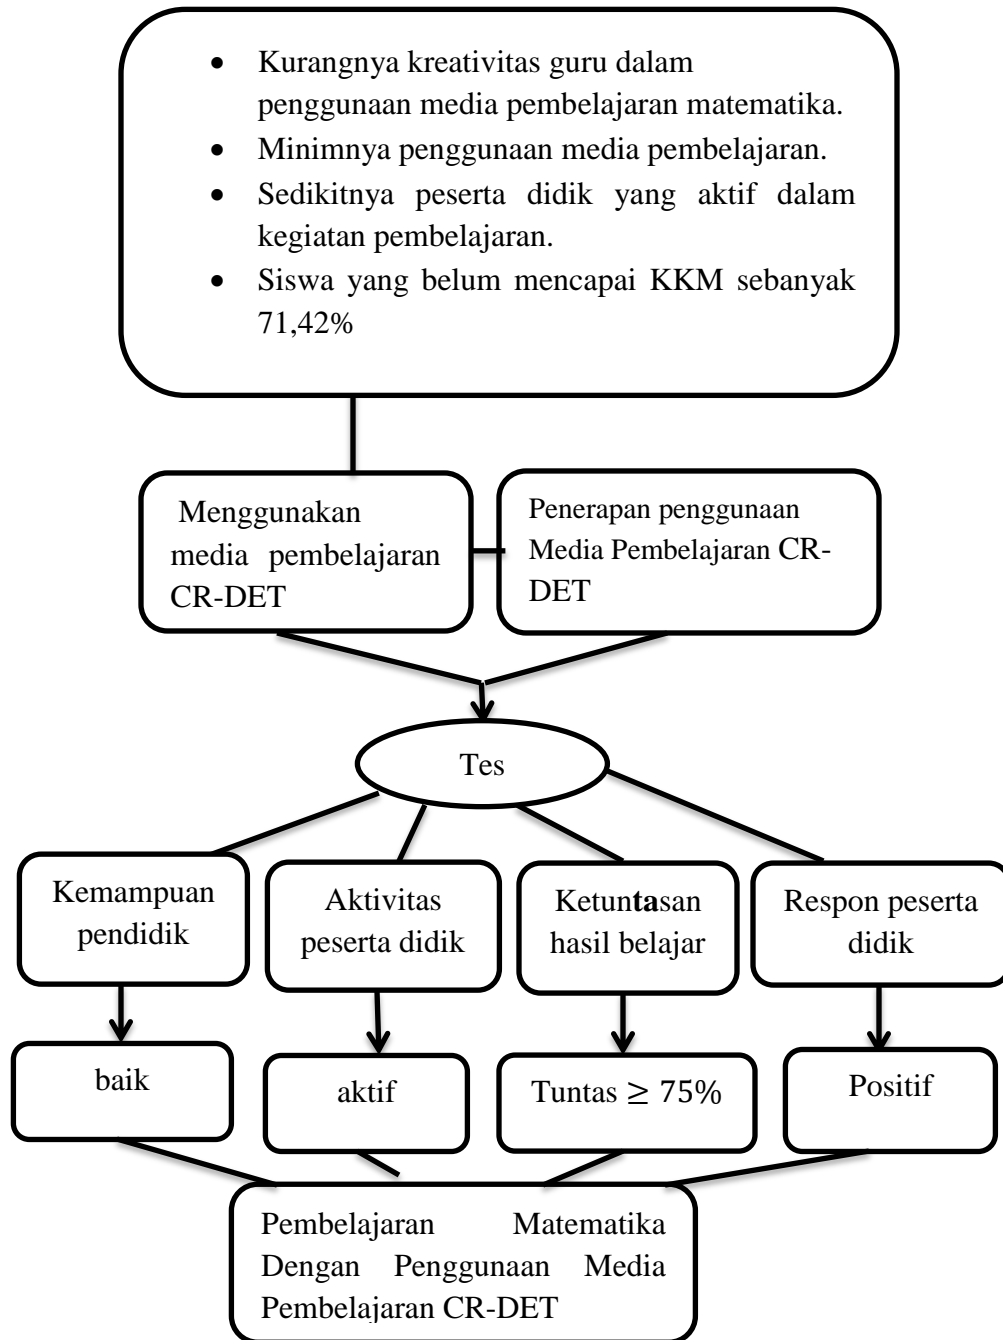 • Kurangnya kreativitas guru dalam
penggunaan media pembelajaran matematika.
• Minimnya penggunaan media pembelajaran.
• Sedikitnya peserta didik yang aktif dalam
kegiatan pembelajaran.
• Siswa yang belum mencapai KKM sebanyak
71,42%
Menggunakan
media pembelajaran
CR-DET
Penerapan penggunaan
Media Pembelajaran CR-
DET
Tes
Kemampuan
pendidik
Aktivitas
peserta didik
Ketuntasan
hasil belajar
Respon peserta
didik
baik
aktif
Tuntas ≥ 75%
Positif
Pembelajaran Matematika
Dengan Penggunaan Media
Pembelajaran CR-DET